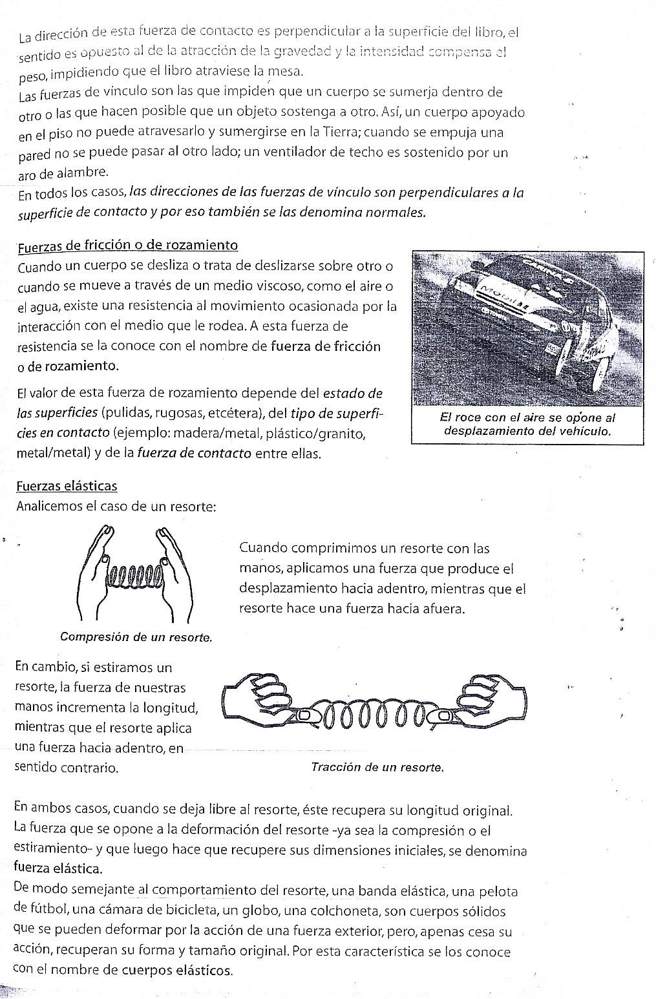 La dirección de esta fuerza de contacto es perpendicular a la superficie del libro, el
sentido es opuesto al de la atracción de la gravedad y la intensidad compensa el
peso, impidiendo que el libro atraviese la mesa.
Las fuerzas de vínculo son las que impiden que un cuerpo se sumerja dentro de
otro o las que hacen posible que un objeto sostenga a otro. Así, un cuerpo apoyado
en el piso no puede atravesarlo y sumergirse en la Tierra; cuando se empuja una
pared no se puede pasar al otro lado; un ventilador de techo es sostenido por un
aro de alambre.
En todos los casos, las direcciones de las fuerzas de vínculo son perpendiculares a la
superficie de contacto y por eso también se las denomina normales.
Fuerzas de fricción o de rozamiento
Cuando un cuerpo se desliza o trata de deslizarse sobre otro o
cuando se mueve a través de un medio viscoso, como el aire o
el agua, existe una resistencia al movimiento ocasionada por la
interacción con el medio que le rodea. A esta fuerza de
resistencia se la conoce con el nombre de fuerza de fricción
o de rozamiento.
El valor de esta fuerza de rozamiento depende del estado de
las superficies (pulidas, rugosas, etcétera), del tipo de superfi-
cies en contacto (ejemplo: madera/metal, plástico/granito,
metal/metal) y de la fuerza de contacto entre ellas.
El roce con el aire se opone al
desplazamiento del vehículo.
Fuerzas elásticas
Analicemos el caso de un resorte:
Cuando comprimimos un resorte con las
manos, aplicamos una fuerza que produce el
desplazamiento hacia adentro, mientras que el
resorte hace una fuerza hacia afuera.
Compresión de un resorte.
En cambio, si estiramos un
resorte, la fuerza de nuestras
manos incrementa la longitud,
mientras que el resorte aplica
una fuerza hacia adentro, en
sentido contrario.
Tracción de un resorte.
En ambos casos, cuando se deja libre al resorte, éste recupera su longitud original.
La fuerza que se opone a la deformación del resorte -ya sea la compresión o el
estiramiento- y que luego hace que recupere sus dimensiones iniciales, se denomina
fuerza elástica.
De modo semejante al comportamiento del resorte, una banda elástica, una pelota
de fútbol, una cámara de bicicleta, un globo, una colchoneta, son cuerpos sólidos
que se pueden deformar por la acción de una fuerza exterior, pero, apenas cesa su
acción, recuperan su forma y tamaño original. Por esta característica se los conoce
con el nombre de cuerpos elásticos.